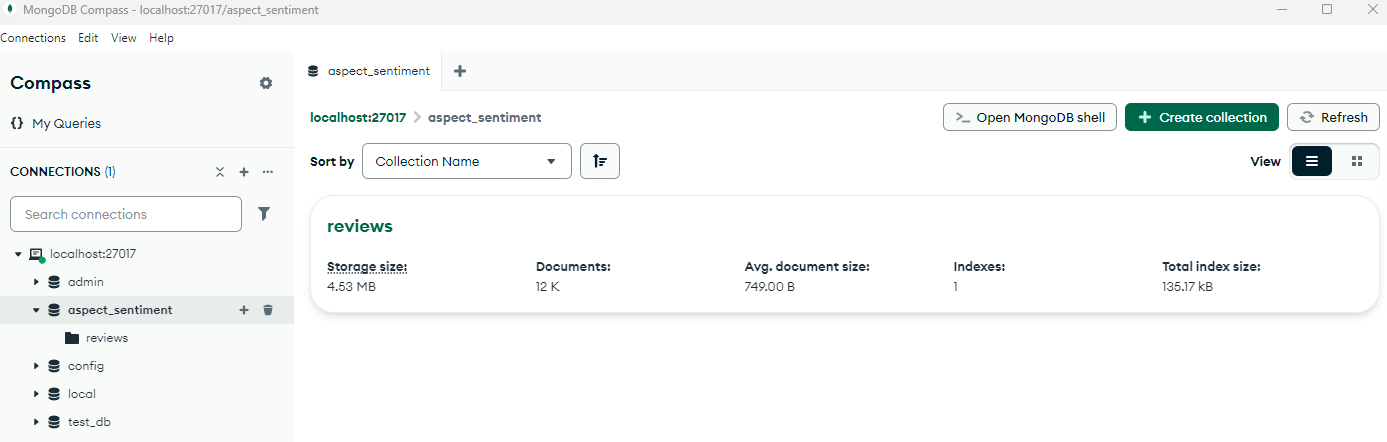 MongoDB Compass - localhost:27017/aspect_sentiment
Connections Edit View Help
Compass
My Queries
CONNECTIONS (1)
Search connections
localhost:27017
admin
aspect_sentiment
reviews
config
local
test_db
aspect_sentiment
localhost:27017 > aspect_sentiment
>_ Open MongoDB shell
+ Create collection
Refresh
Sort by Collection Name
View
reviews
Storage size: Documents: Avg. document size: Indexes: Total index size:
4.53 MB 12 K 749.00 B 1 135.17 kB